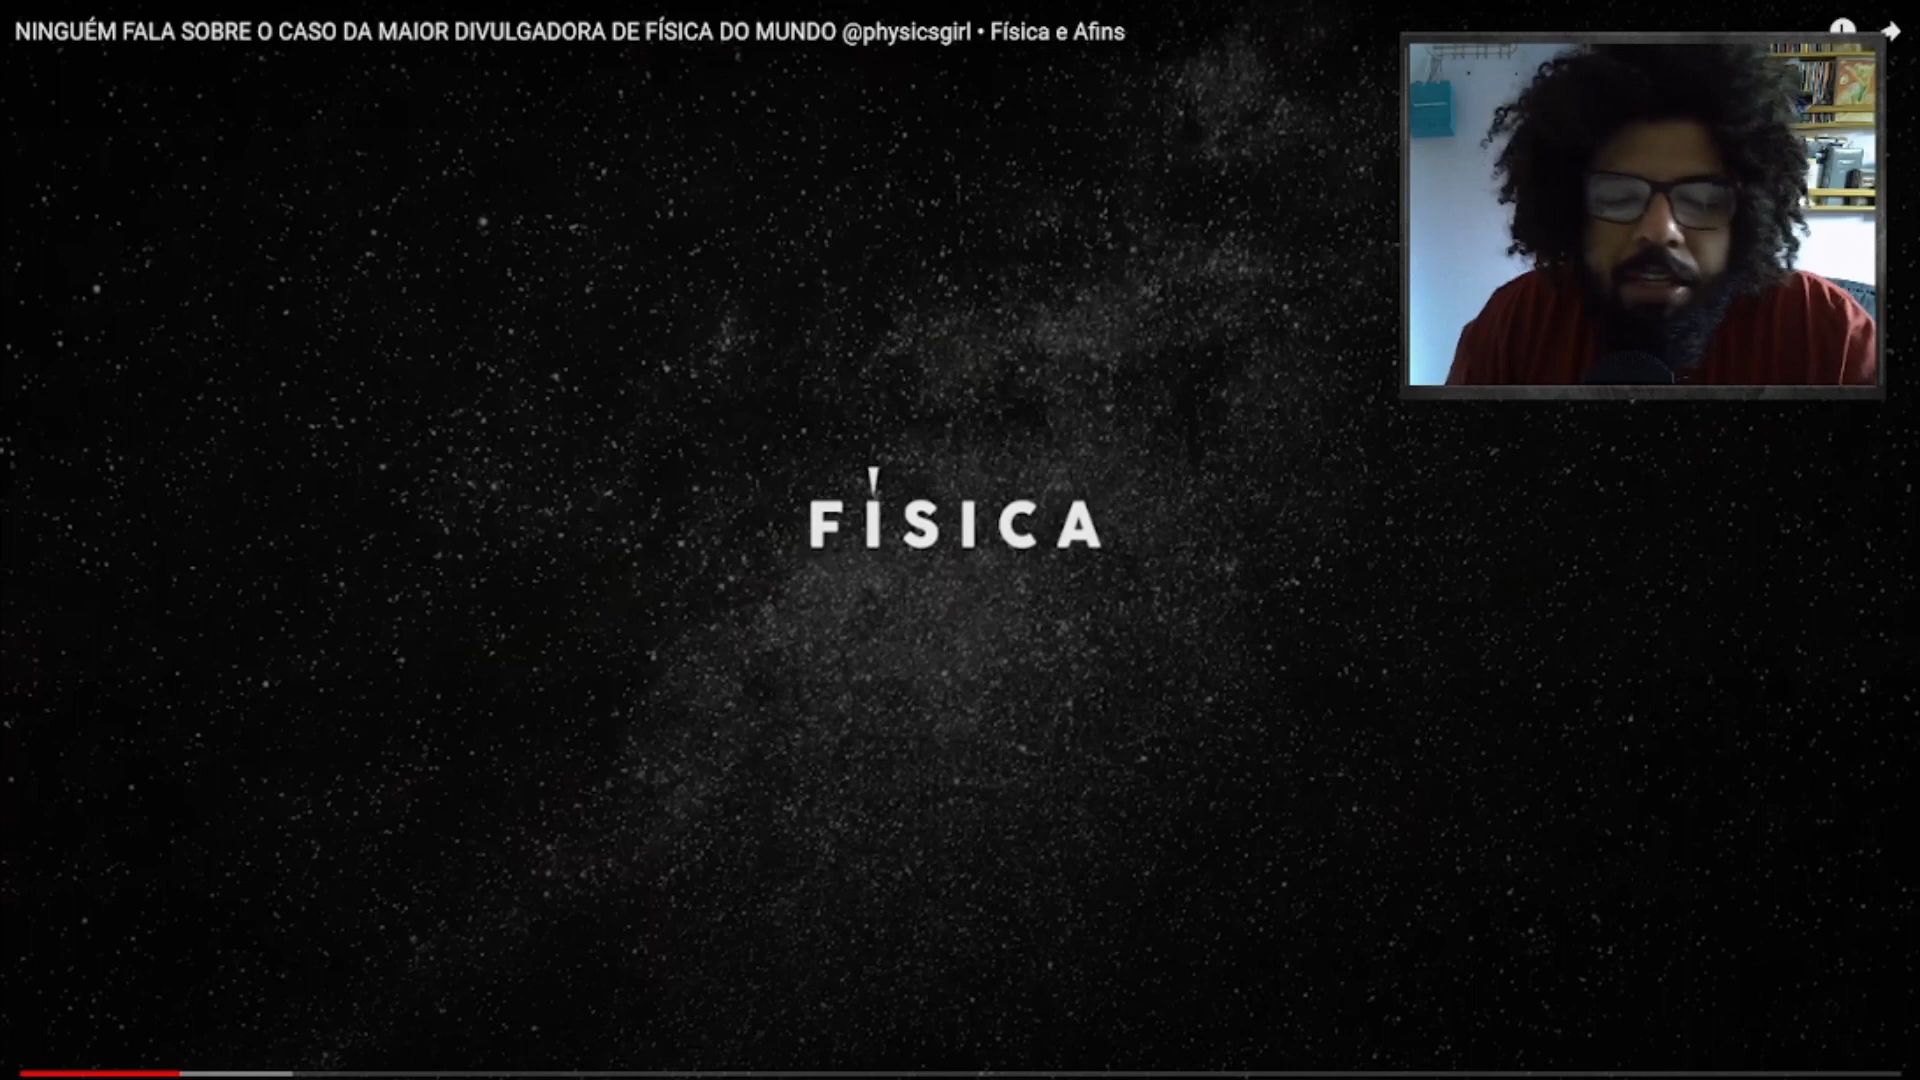 NINGUÉM FALA SOBRE O CASO DA MAIOR DIVULGADORA DE FÍSICA DO MUNDO @physicsgirl • Física e Afins
FÍSICA